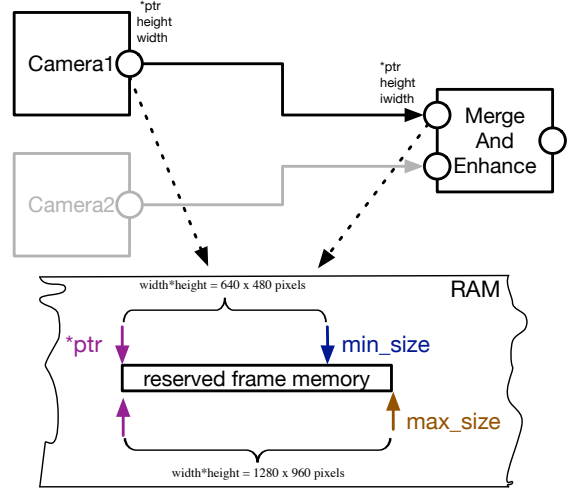 *ptr
height
width
Camera1
*ptr
height
iwidth
Merge
And
Enhance
Camera2
width*height = 640 x 480 pixels
RAM
*ptr
min_size
reserved frame memory
max_size
width*height = 1280 x 960 pixels